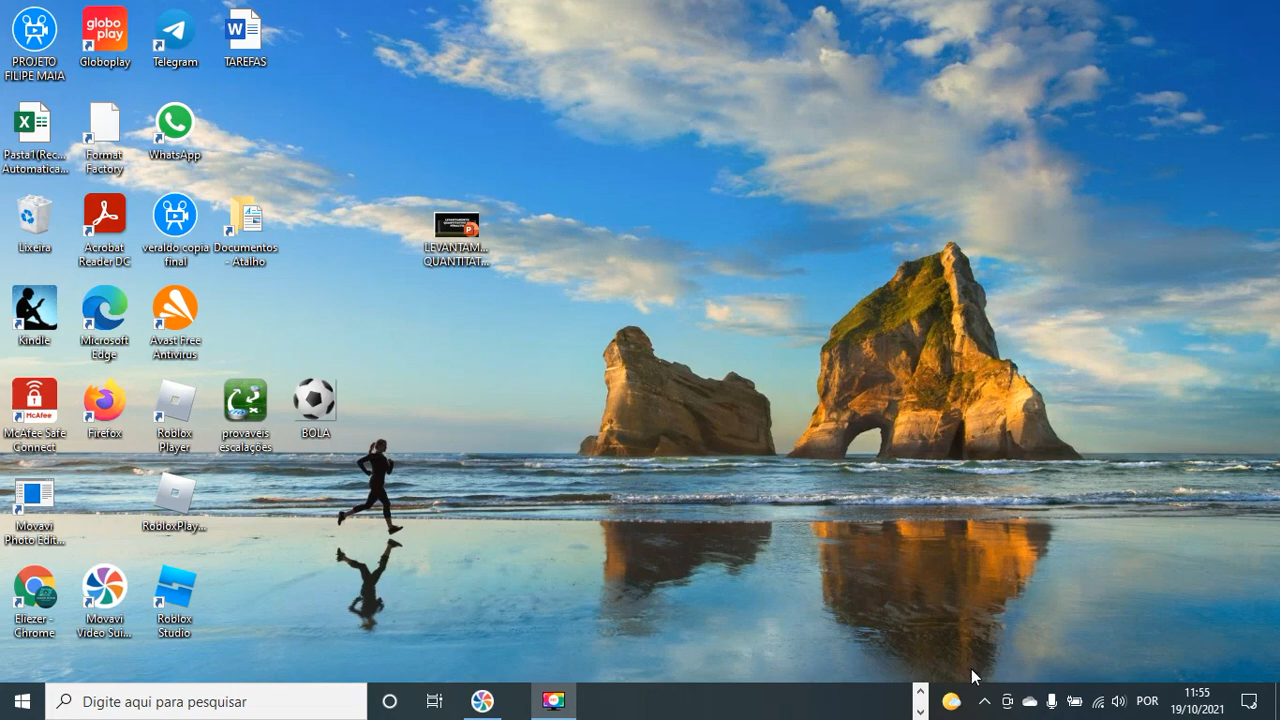 globo
play
W
PROJETO
FILIPE MAIA
Globoplay
Telegram
TAREFAS
X
Pasta1(Rec...
Automatica...
Format
Factory
WhatsApp
Lixeira
Acrobat
Reader DC
veraldo copia
final
Documentos
- Atalho
LEVANTAMENTO
P
LEVANTAM...
QUANTITAT...
Kindle
Microsoft
Edge
Avast Free
Antivirus
McAfee
McAfee Safe
Connect
Firefox
Roblox
Player
provaveis
escalações
BOLA
Movavi
Photo Edit...
RobloxPlay...
Eliezer -
Chrome
Movavi
Video Sui...
Roblox
Studio
Digite aqui para pesquisar
POR
11:55
19/10/2021